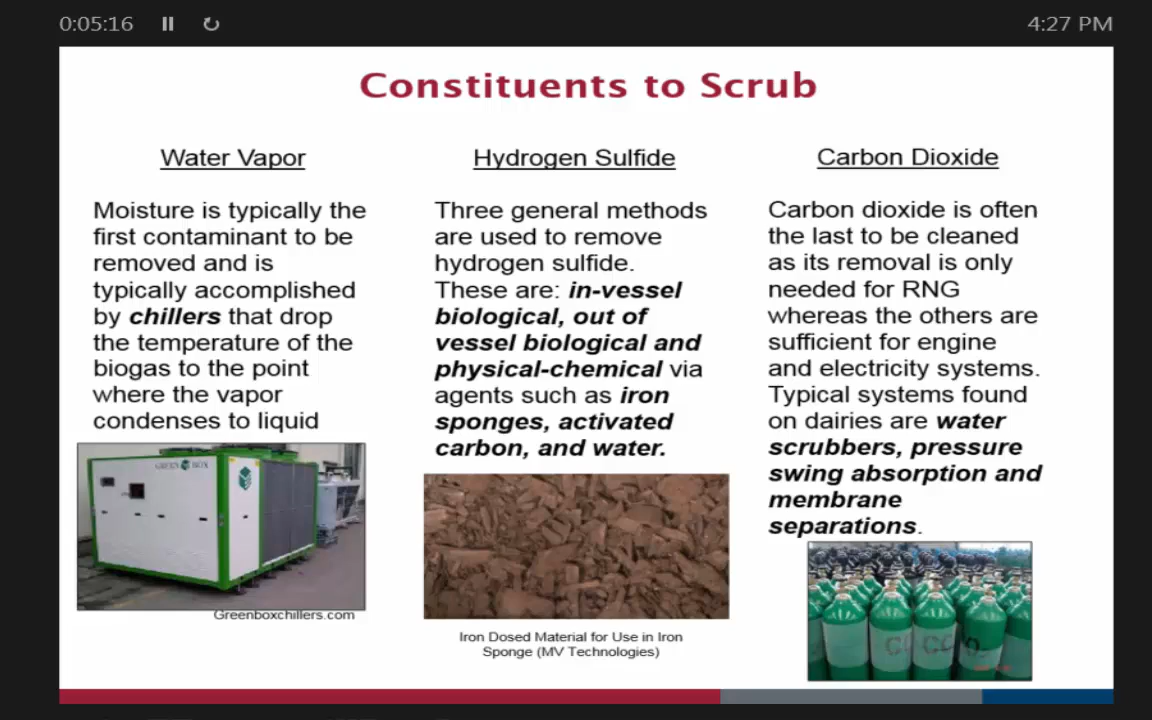 0:05:16
4:27 PM
Constituents to Scrub
Water Vapor
Moisture is typically the
first contaminant to be
removed and is
typically accomplished
by chillers that drop
the temperature of the
biogas to the point
where the vapor
condenses to liquid
GREEN BOX
Greenboxchillers.com
Hydrogen Sulfide
Three general methods
are used to remove
hydrogen sulfide.
These are: in-vessel
biological, out of
vessel biological and
physical-chemical via
agents such as iron
sponges, activated
carbon, and water.
Iron Dosed Material for Use in Iron
Sponge (MV Technologies)
Carbon Dioxide
Carbon dioxide is often
the last to be cleaned
as its removal is only
needed for RNG
whereas the others are
sufficient for engine
and electricity systems.
Typical systems found
on dairies are water
scrubbers, pressure
swing absorption and
membrane
separations.